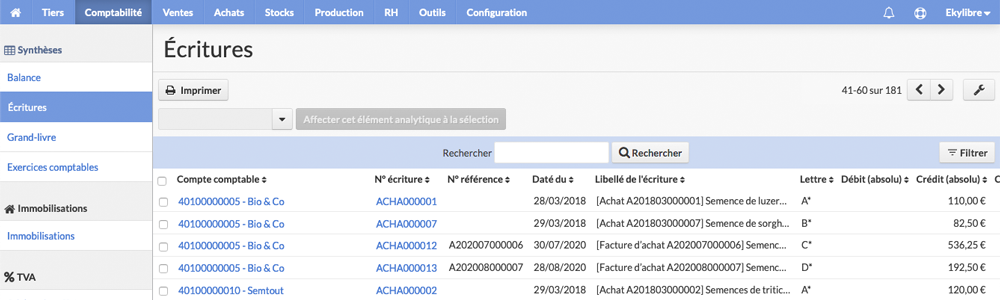 Tiers Comptabilité Ventes Achats Stocks Production RH Outils Configuration Ekylibre
Synthèses
Balance
Écritures
Grand-livre
Exercices comptables
Immobilisations
Immobilisations
TVA
Écritures
Imprimer 41-60 sur 181
Affecter cet élément analytique à la sélection
Rechercher Rechercher Filtrer
Compte comptable N° écriture N° référence Daté du Libellé de l'écriture Lettre Débit (absolu) Crédit (absolu) C
40100000005 - Bio & Co ACHA000001 28/03/2018 [Achat A201803000001] Semence de luzer... A* 110,00 €
40100000005 - Bio & Co ACHA000007 29/03/2018 [Achat A201803000007] Semence de sorgh... B* 82,50 €
40100000005 - Bio & Co ACHA000012 A202007000006 30/07/2020 [Facture d'achat A202007000006] Semenc... C* 536,25 €
40100000005 - Bio & Co ACHA000013 A202008000007 28/08/2020 [Facture d'achat A202008000007] Semenc... D* 192,50 €
40100000010 - Semtout ACHA000002 29/03/2018 [Achat A201803000002] Semences de tritic... A* 120,00 €